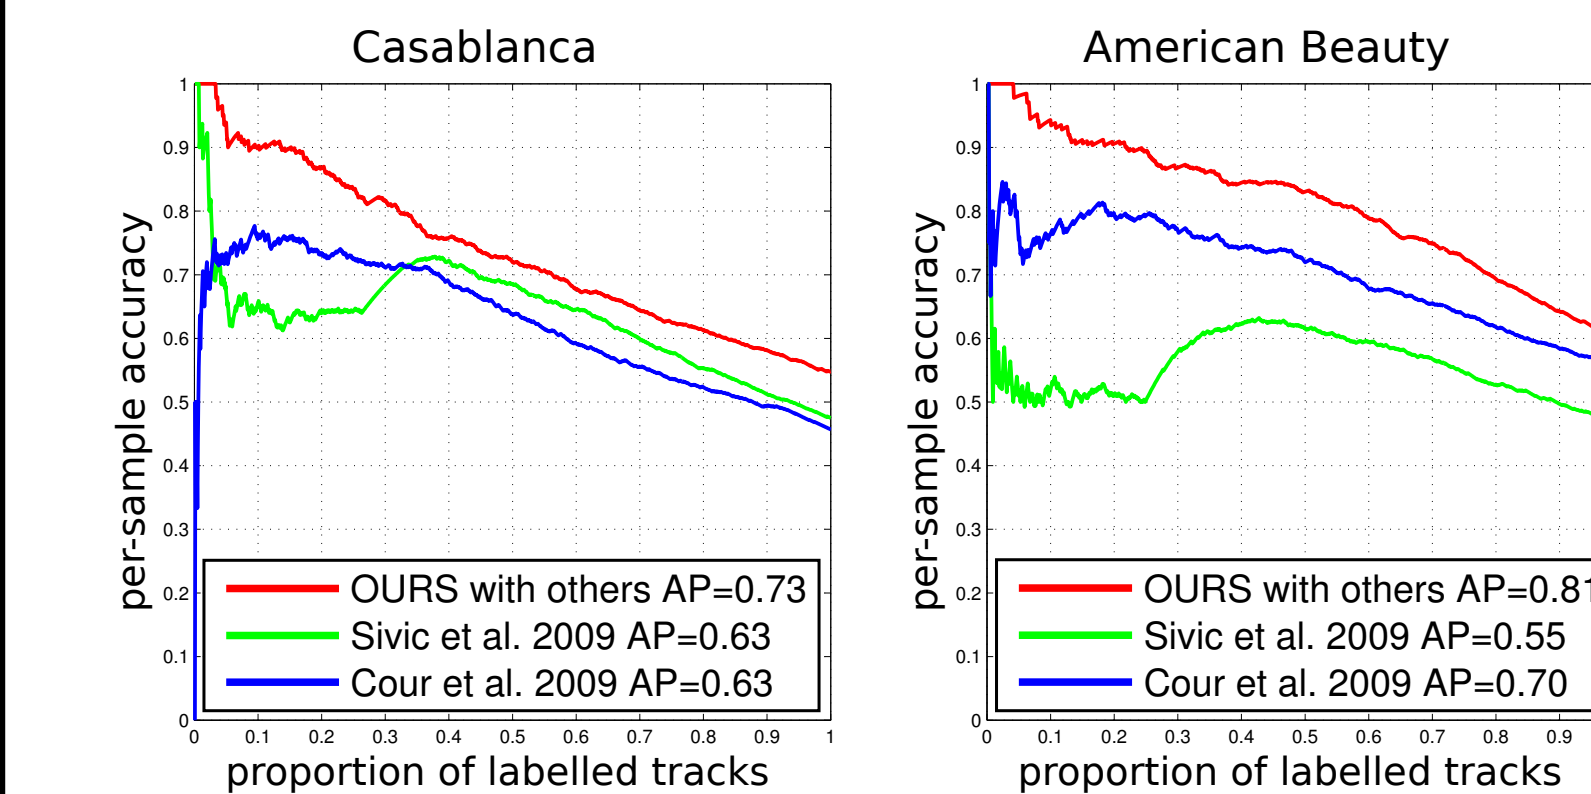 Casablanca
per-sample accuracy
1
0.9
0.8
0.7
0.6
0.5
0.4
0.3
0.2
0.1
0
OURS with others AP=0.73
Sivic et al. 2009 AP=0.63
Cour et al. 2009 AP=0.63
0 0.1 0.2 0.3 0.4 0.5 0.6 0.7 0.8 0.9 1
proportion of labelled tracks
American Beauty
per-sample accuracy
1
0.9
0.8
0.7
0.6
0.5
0.4
0.3
0.2
0.1
0
OURS with others AP=0.81
Sivic et al. 2009 AP=0.55
Cour et al. 2009 AP=0.70
0 0.1 0.2 0.3 0.4 0.5 0.6 0.7 0.8 0.9
proportion of labelled tracks